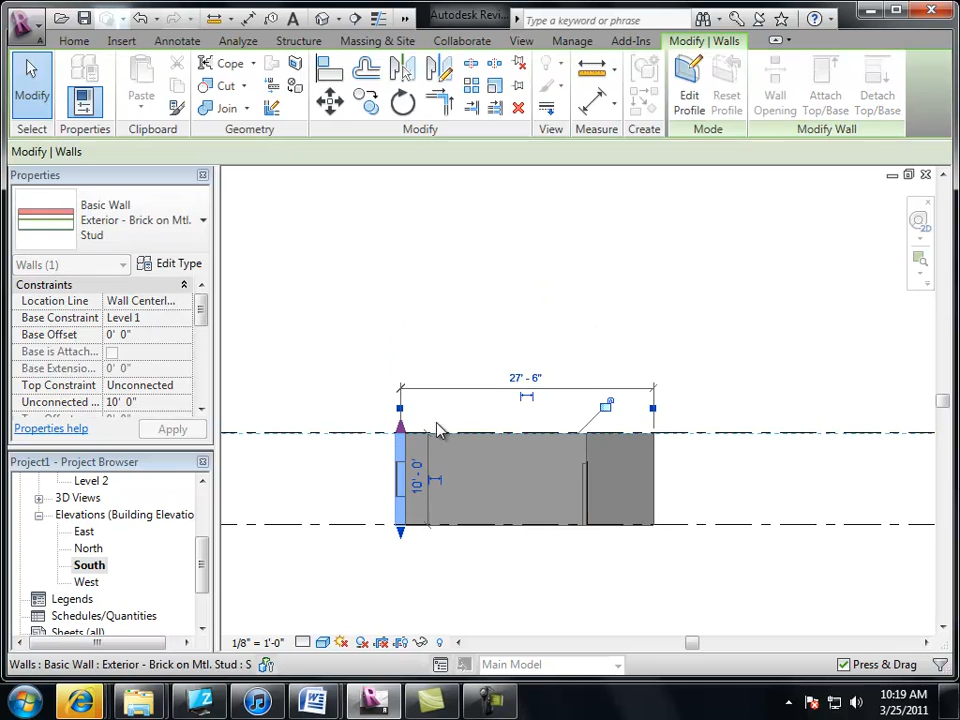 Autodesk Revi...
Type a keyword or phrase
Home Insert Annotate Analyze Structure Massing & Site Collaborate View Manage Add-Ins Modify | Walls
Modify
Cope
Cut
Join
Paste
Edit Profile
Reset Profile
Wall Opening
Attach Top/Base
Detach Top/Base
Select Properties Clipboard Geometry Modify View Measure Create Mode Modify Wall
Modify | Walls
Properties
Basic Wall
Exterior - Brick on Mtl. Stud
Walls (1)
Edit Type
Constraints
Location Line Wall Centerl...
Base Constraint Level 1
Base Offset 0' 0"
Base is Attach...
Base Extensio... 0' 0"
Top Constraint Unconnected
Unconnected 10' 0"
Properties help
Apply
Project1 - Project Browser
Level 2
3D Views
Elevations (Building Elevatio
East
North
South
West
Legends
Schedules/Quantities
Sheets (all)
27' - 6"
10' - 0"
2D
1/8" = 1'-0"
Walls : Basic Wall : Exterior - Brick on Mtl. Stud : S
Main Model
Press & Drag
10:19 AM
3/25/2011